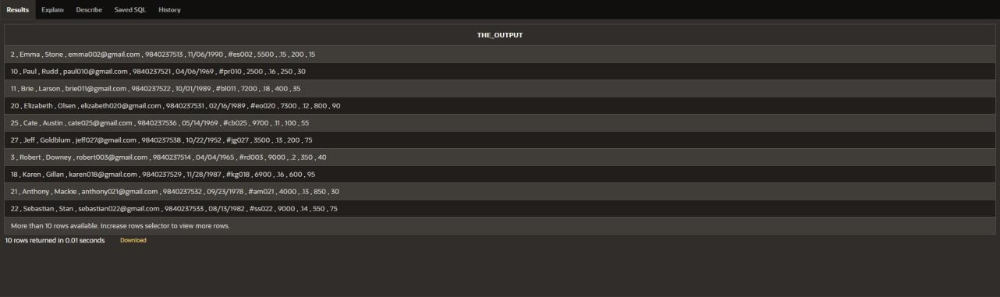 Results Explain Describe Saved SQL History
THE_OUTPUT
2 , Emma , Stone , emma002@gmail.com , 9840237513 , 11/06/1990 , #es002 , 5500 , .15 , 200 , 15
10 , Paul , Rudd , paul010@gmail.com , 9840237521 , 04/06/1969 , #pr010 , 2500 , .16 , 250 , 30
11 , Brie , Larson , brie011@gmail.com , 9840237522 , 10/01/1989 , #bl011 , 7200 , .18 , 400 , 35
20 , Elizabeth , Olsen , elizabeth020@gmail.com , 9840237531 , 02/16/1989 , #eo020 , 7300 , .12 , 800 , 90
25 , Cate , Austin , cate025@gmail.com , 9840237536 , 05/14/1969 , #cb025 , 9700 , .11 , 100 , 55
27 , Jeff , Goldblum , jeff027@gmail.com , 9840237538 , 10/22/1952 , #jg027 , 3500 , .13 , 200 , 75
3 , Robert , Downey , robert003@gmail.com , 9840237514 , 04/04/1965 , #rd003 , 9000 , .2 , 350 , 40
18 , Karen , Gillan , karen018@gmail.com , 9840237529 , 11/28/1987 , #kg018 , 6900 , .16 , 600 , 95
21 , Anthony , Mackie , anthony021@gmail.com , 9840237532 , 09/23/1978 , #am021 , 4000 , .13 , 850 , 30
22 , Sebastian , Stan , sebastian022@gmail.com , 9840237533 , 08/13/1982 , #ss022 , 9000 , .14 , 550 , 75
More than 10 rows available. Increase rows selector to view more rows.
10 rows returned in 0.01 seconds Download